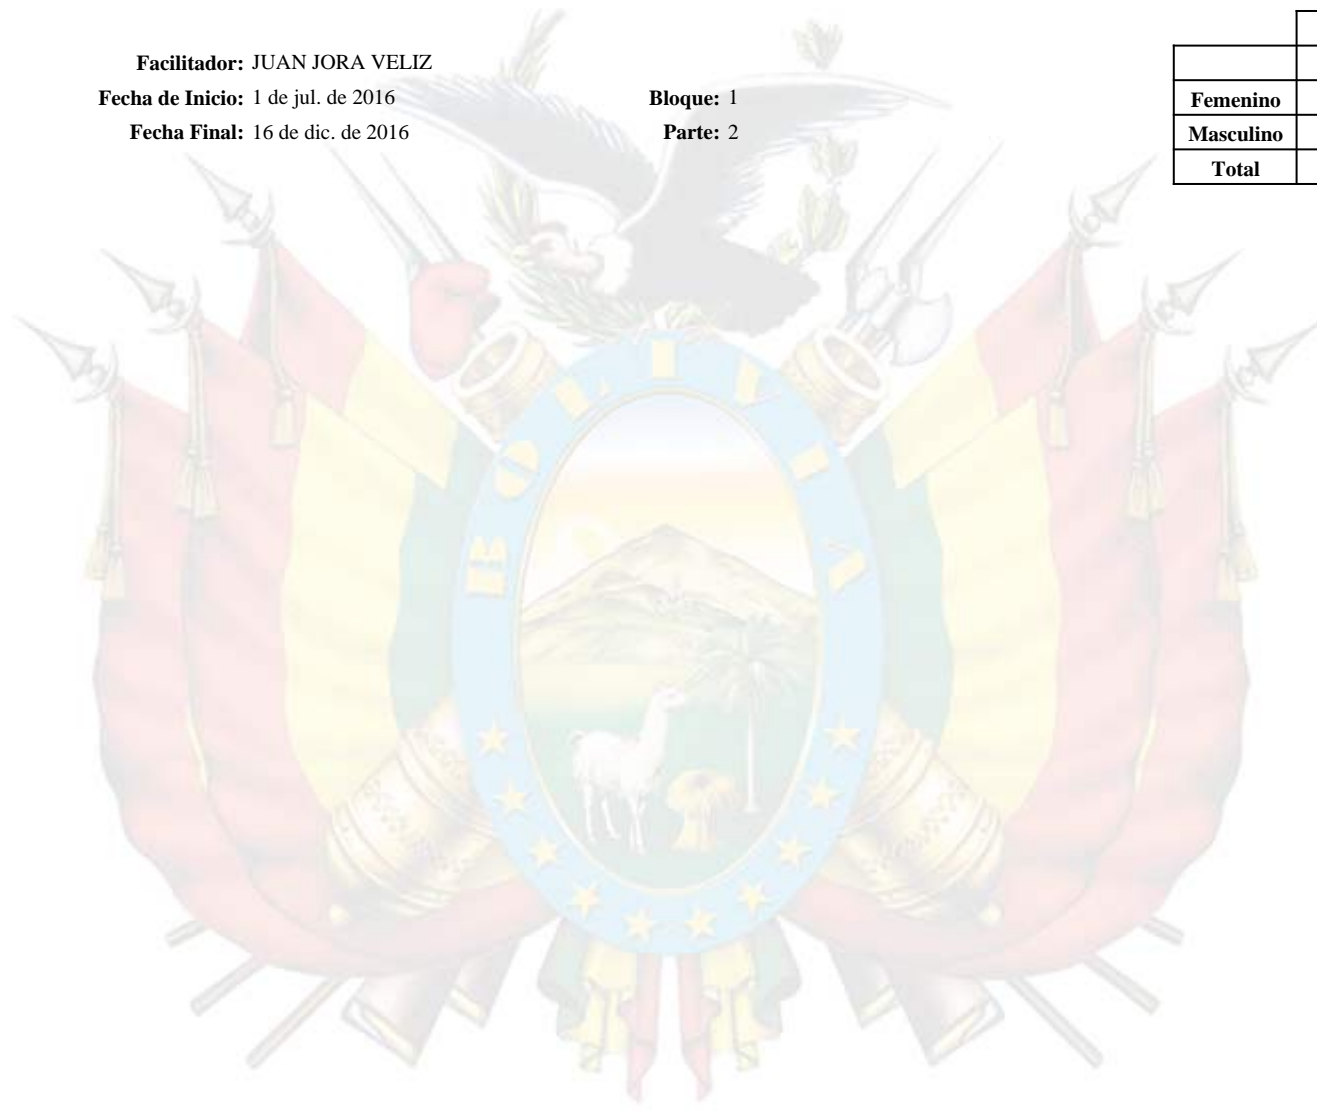 Facilitador: JUAN JORA VELIZ
Fecha de Inicio: 1 de jul. de 2016 Bloque: 1
Fecha Final: 16 de dic. de 2016 Parte: 2
Femenino
Masculino
Total
BOLIVIA